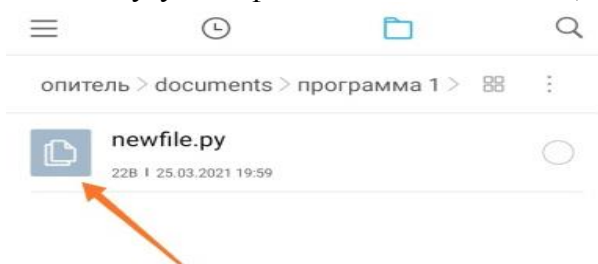 опитель > documents > программа 1 >
newfile.py
22B | 25.03.2021 19:59